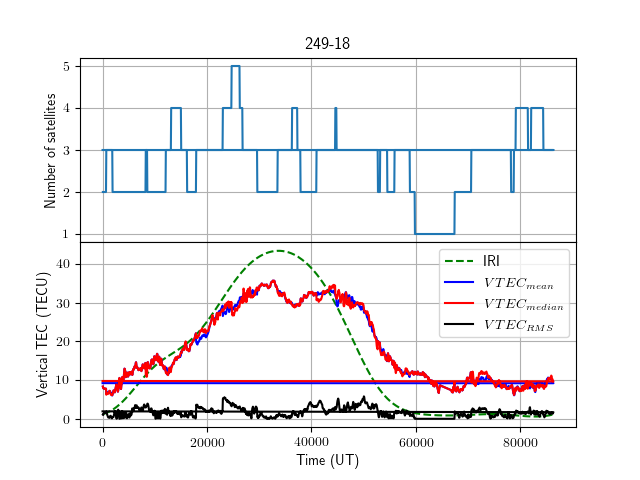 249-18
Number of satellites
5
4
3
2
1
Vertical TEC (TECU)
40
30
20
10
0
IRI
VTEC_mean
VTEC_median
VTEC_RMS
0 20000 40000 60000 80000
Time (UT)